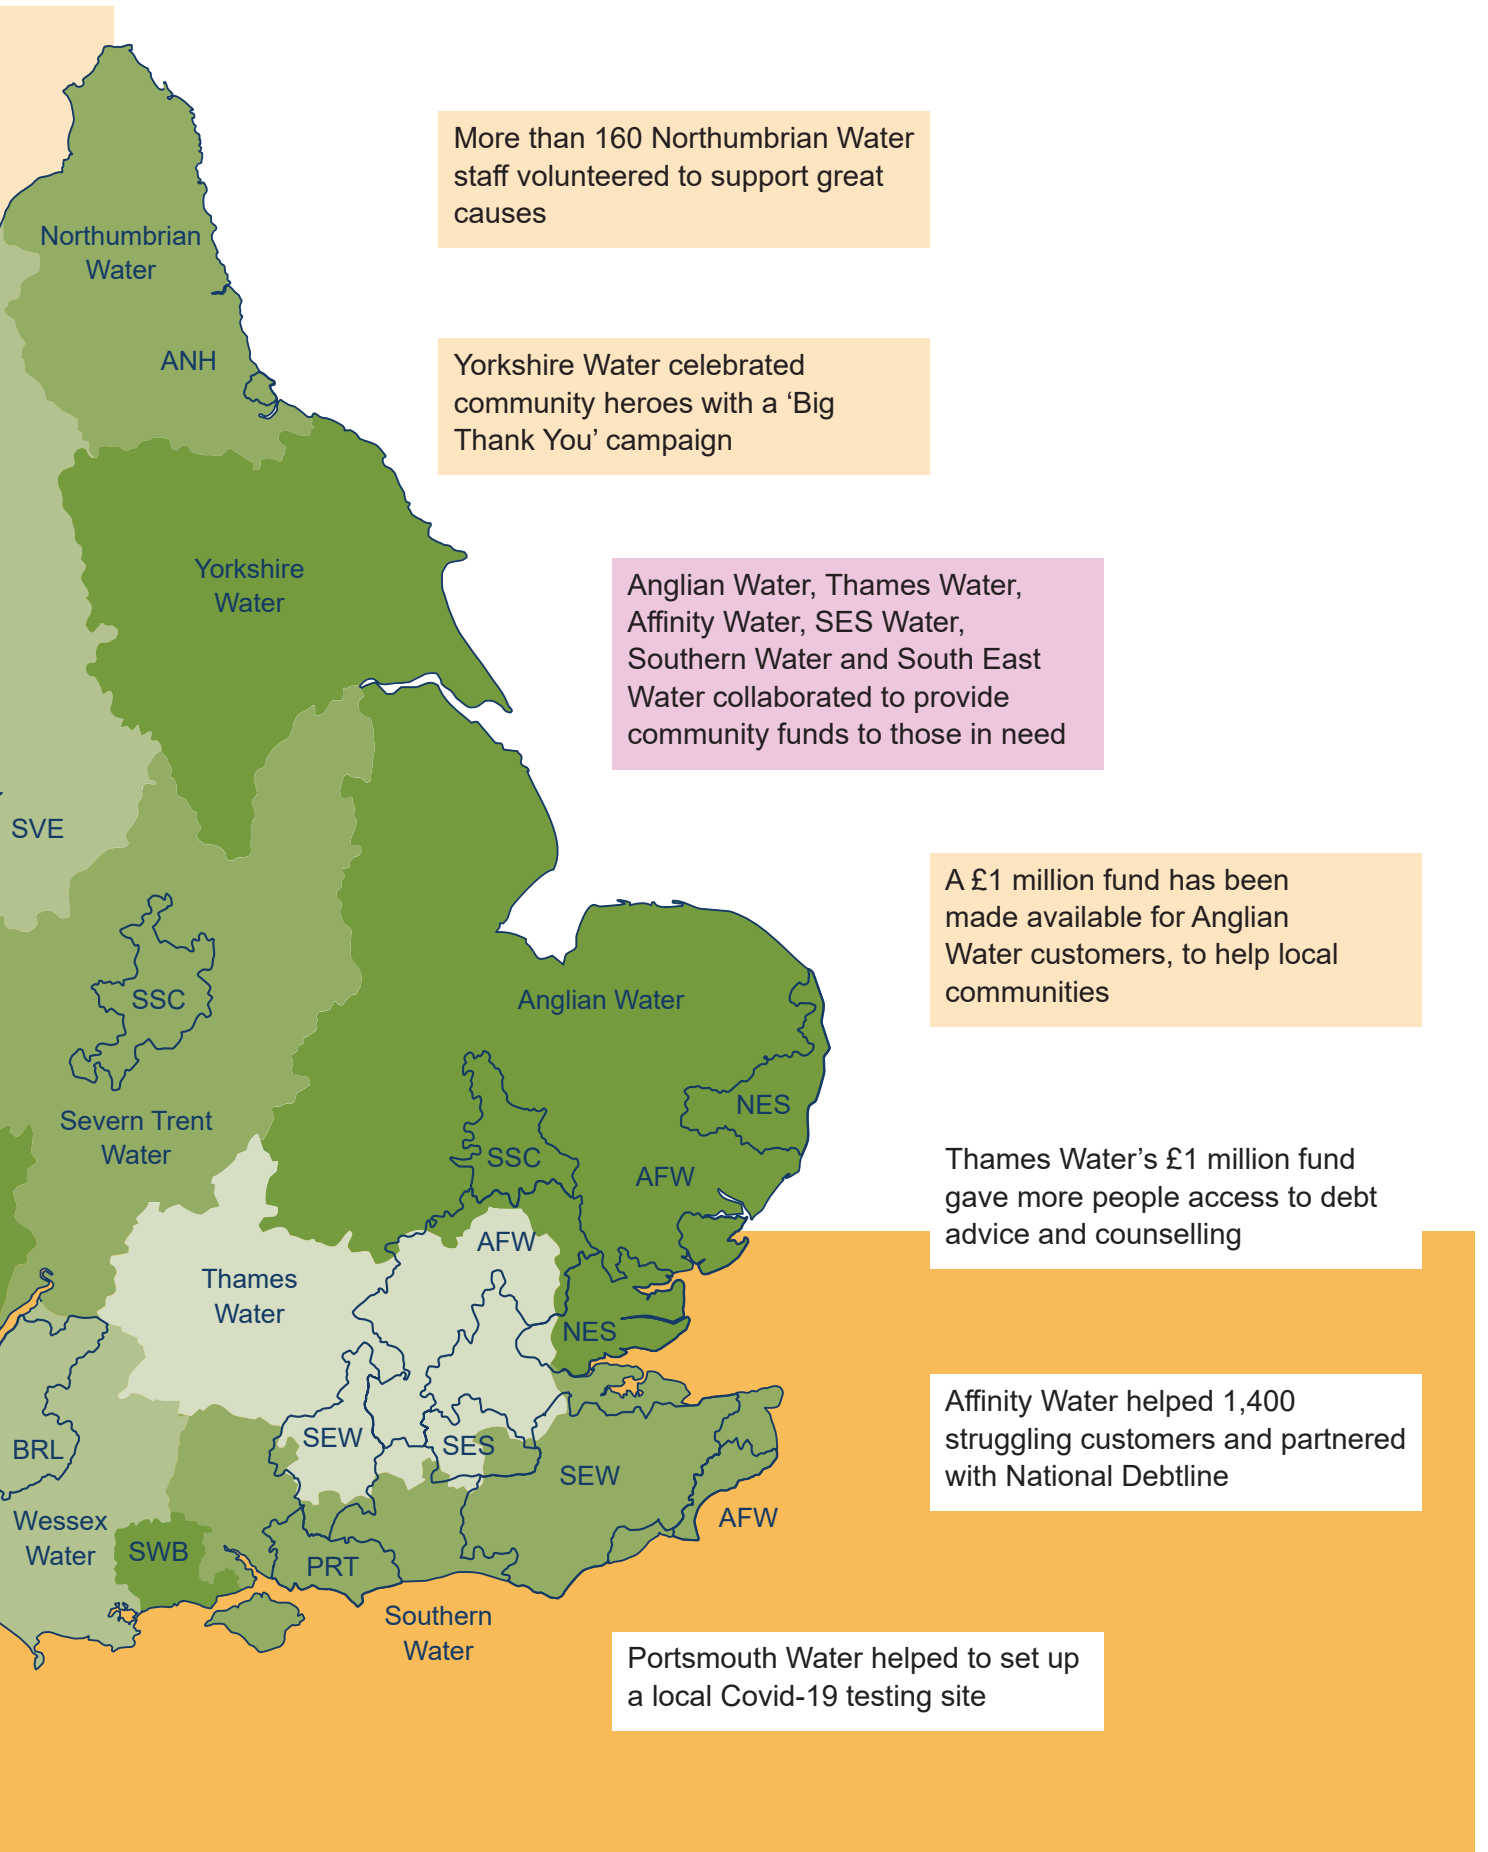 More than 160 Northumbrian Water
staff volunteered to support great
causes
Northumbrian
Water
ANH
Yorkshire Water celebrated
community heroes with a ‘Big
Thank You’ campaign
Yorkshire
Water
Anglian Water, Thames Water,
Affinity Water, SES Water,
Southern Water and South East
Water collaborated to provide
community funds to those in need
SVE
A £1 million fund has been
made available for Anglian
Water customers, to help local
communities
SSC
Anglian Water
NES
Severn Trent
Water
SSC
AFW
Thames Water’s £1 million fund
gave more people access to debt
advice and counselling
AFW
Thames
Water
NES
Affinity Water helped 1,400
struggling customers and partnered
with National Debtline
BRL
SEW
SES
SEW
AFW
Wessex
Water
SWB
PRT
Southern
Water
Portsmouth Water helped to set up
a local Covid-19 testing site